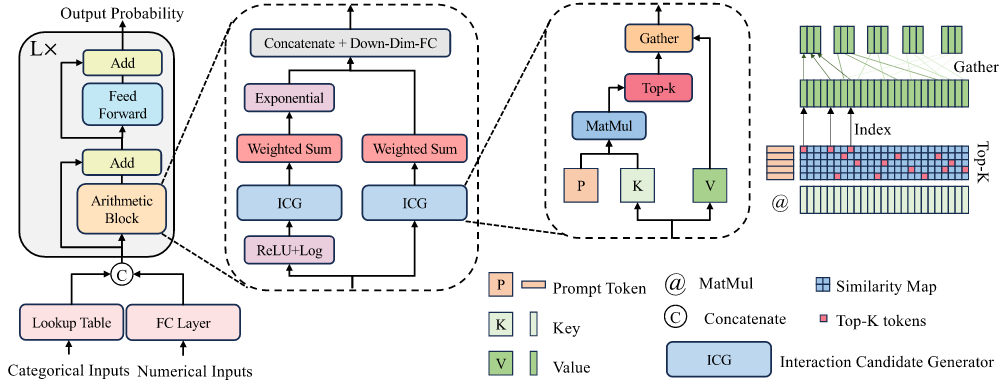 Output Probability
L×
Add
Feed
Forward
Add
Arithmetic
Block
C
Lookup Table
FC Layer
Categorical Inputs
Numerical Inputs
Concatenate + Down-Dim-FC
Exponential
Weighted Sum
Weighted Sum
ICG
ICG
ReLU+Log
Gather
Top-k
MatMul
P
K
V
Gather
Index
Top-K
@
P
Prompt Token
K
Key
V
Value
@
MatMul
C
Concatenate
Similarity Map
Top-K tokens
ICG
Interaction Candidate Generator